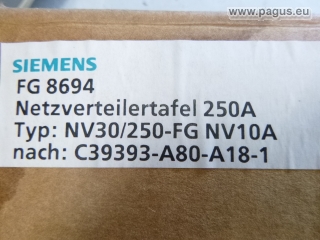 www.pagus.eu
SIEMENS
FG 8694
Netzverteilertafel 250A
Typ: NV30/250-FG NV10A
nach: C39393-A80-A18-1